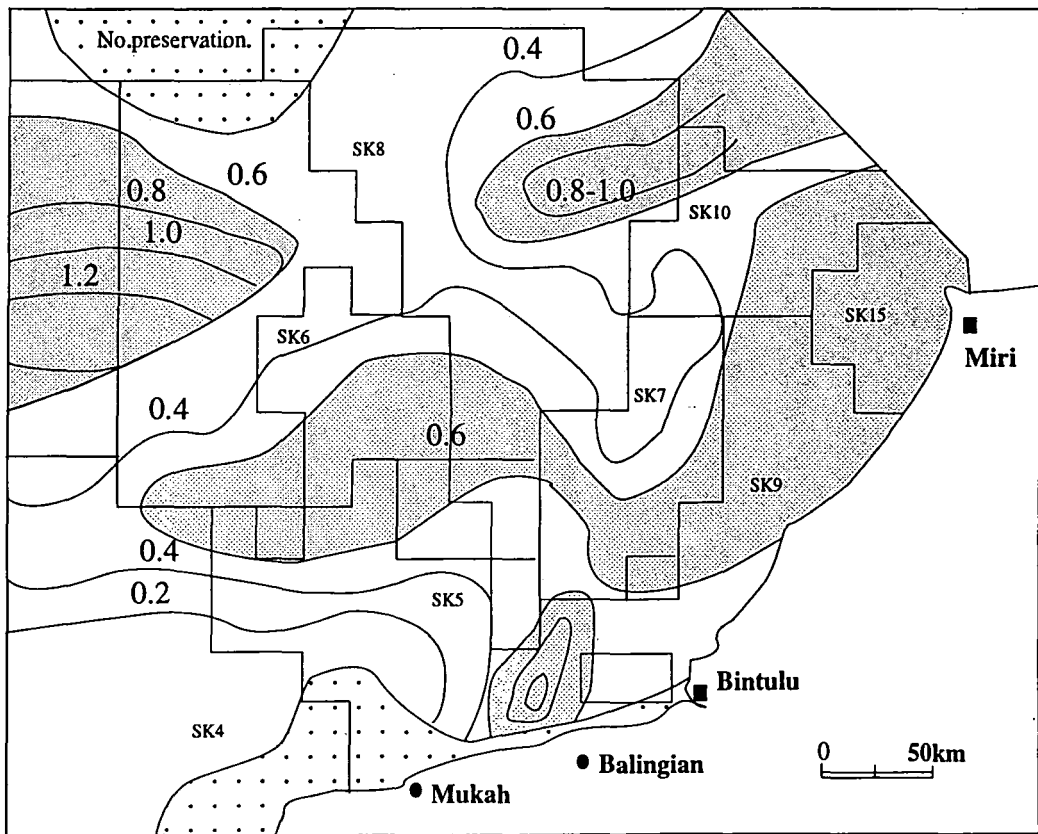 No.preservation.
0.4
0.6
SK8
0.8
0.6
0.8-1.0
1.0
SK10
1.2
SK15
SK6
Miri
0.4
SK7
0.6
SK9
0.4
0.2
SK5
Bintulu
SK4
0 50km
Balingian
Mukah